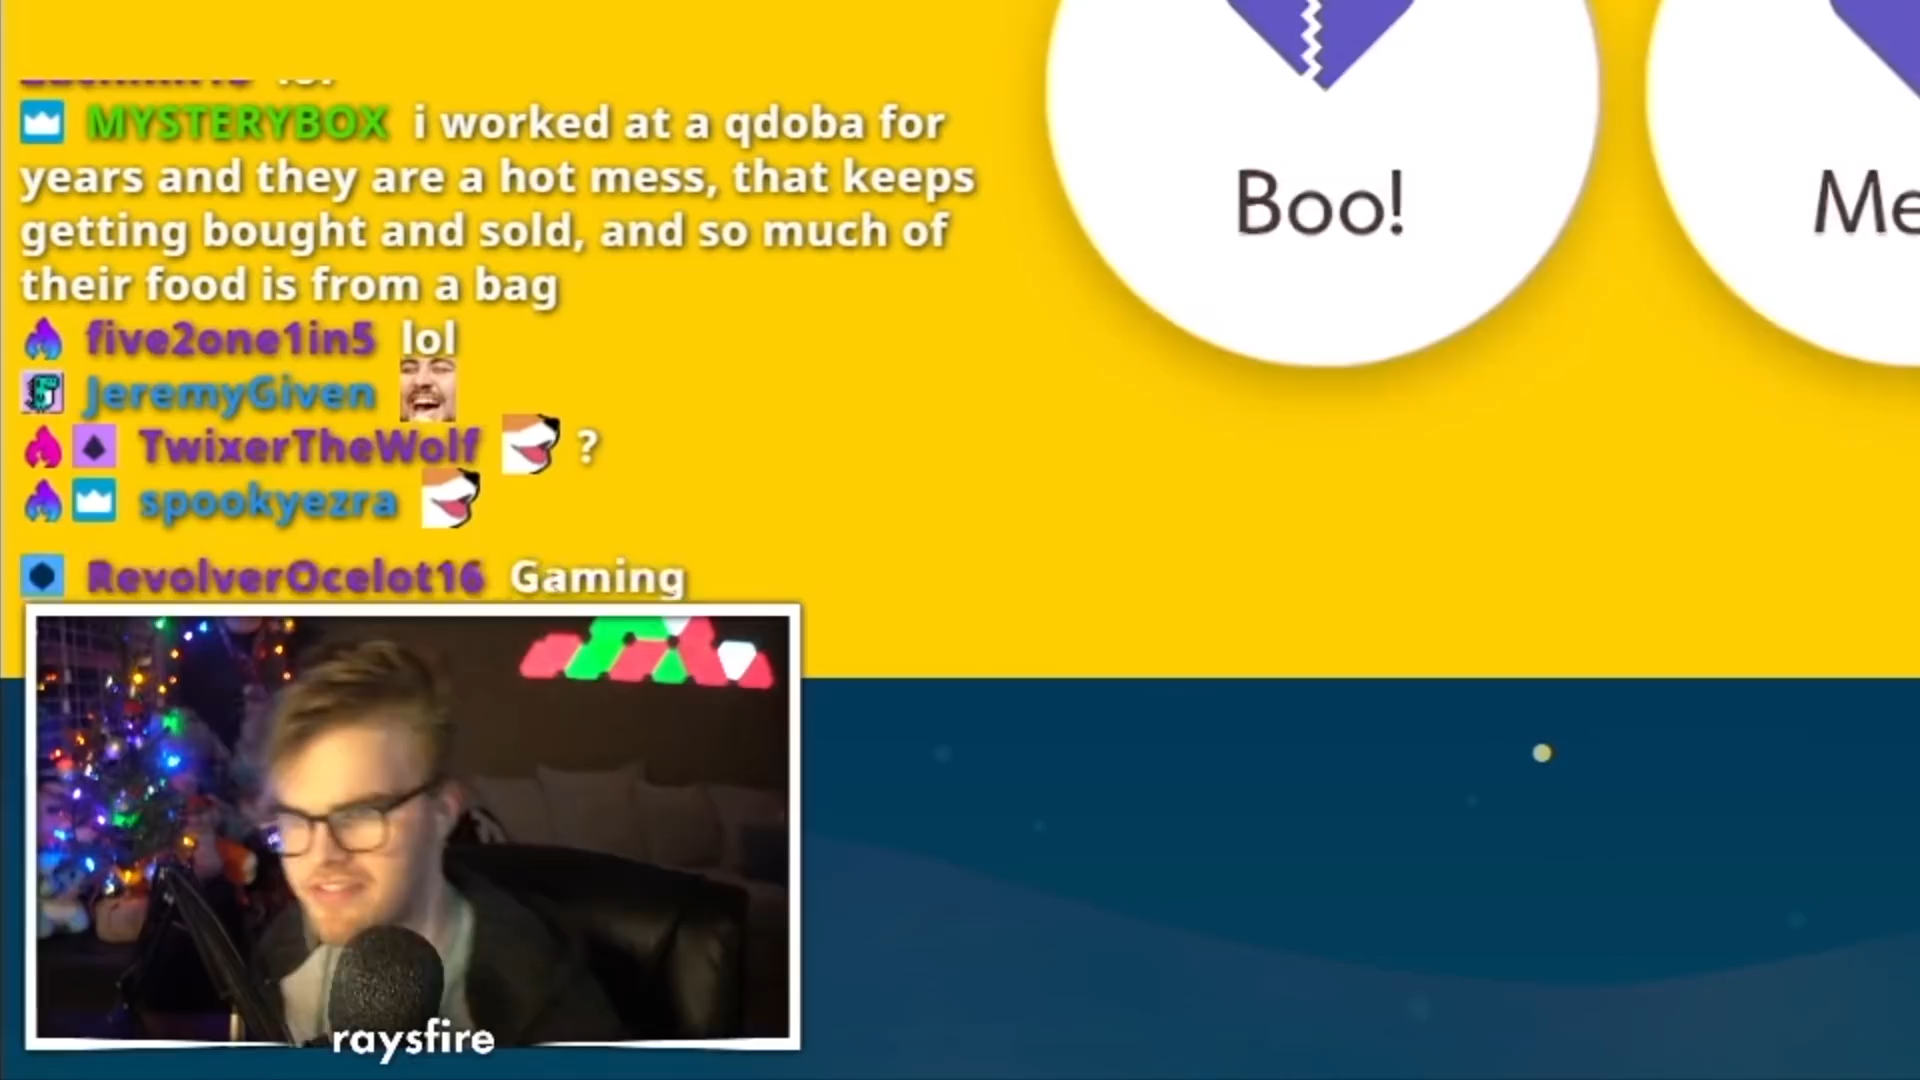 MYSTERYBOX i worked at a qdoba for
years and they are a hot mess, that keeps
getting bought and sold, and so much of
their food is from a bag
five2one1in5 lol
JeremyGiven
TwixerTheWolf ?
spookyezra
RevolverOcelot16 Gaming
raysfire
Boo!